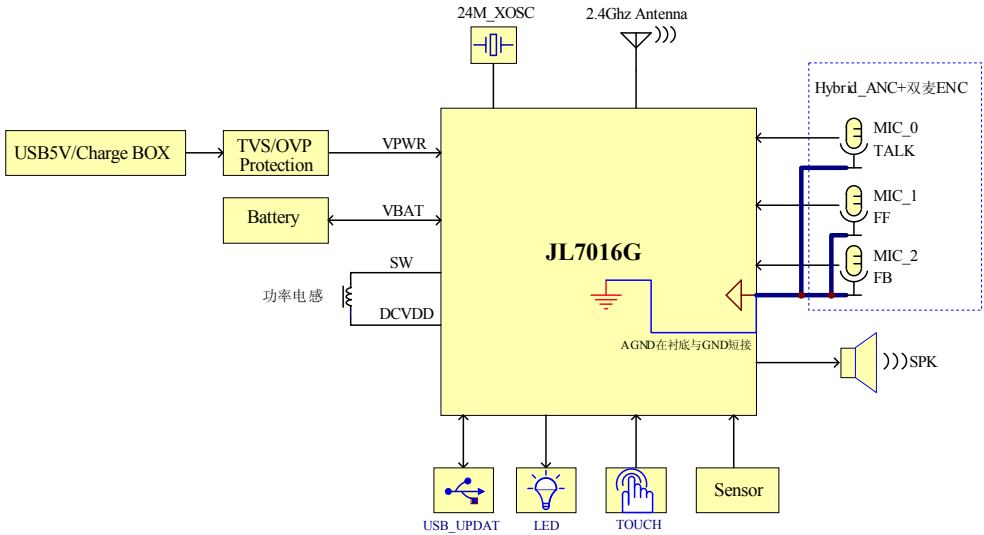 24M_XOSC
2.4Ghz Antenna
Hybrid_ANC+双麦ENC
MIC_0
TALK
USB5V/Charge BOX
TVS/OVP
Protection
VPWR
MIC_1
FF
Battery
VBAT
JL7016G
MIC_2
FB
SW
功率电感
DCVDD
AGND在衬底与GND短接
SPK
Sensor
USB_UPDAT
LED
TOUCH